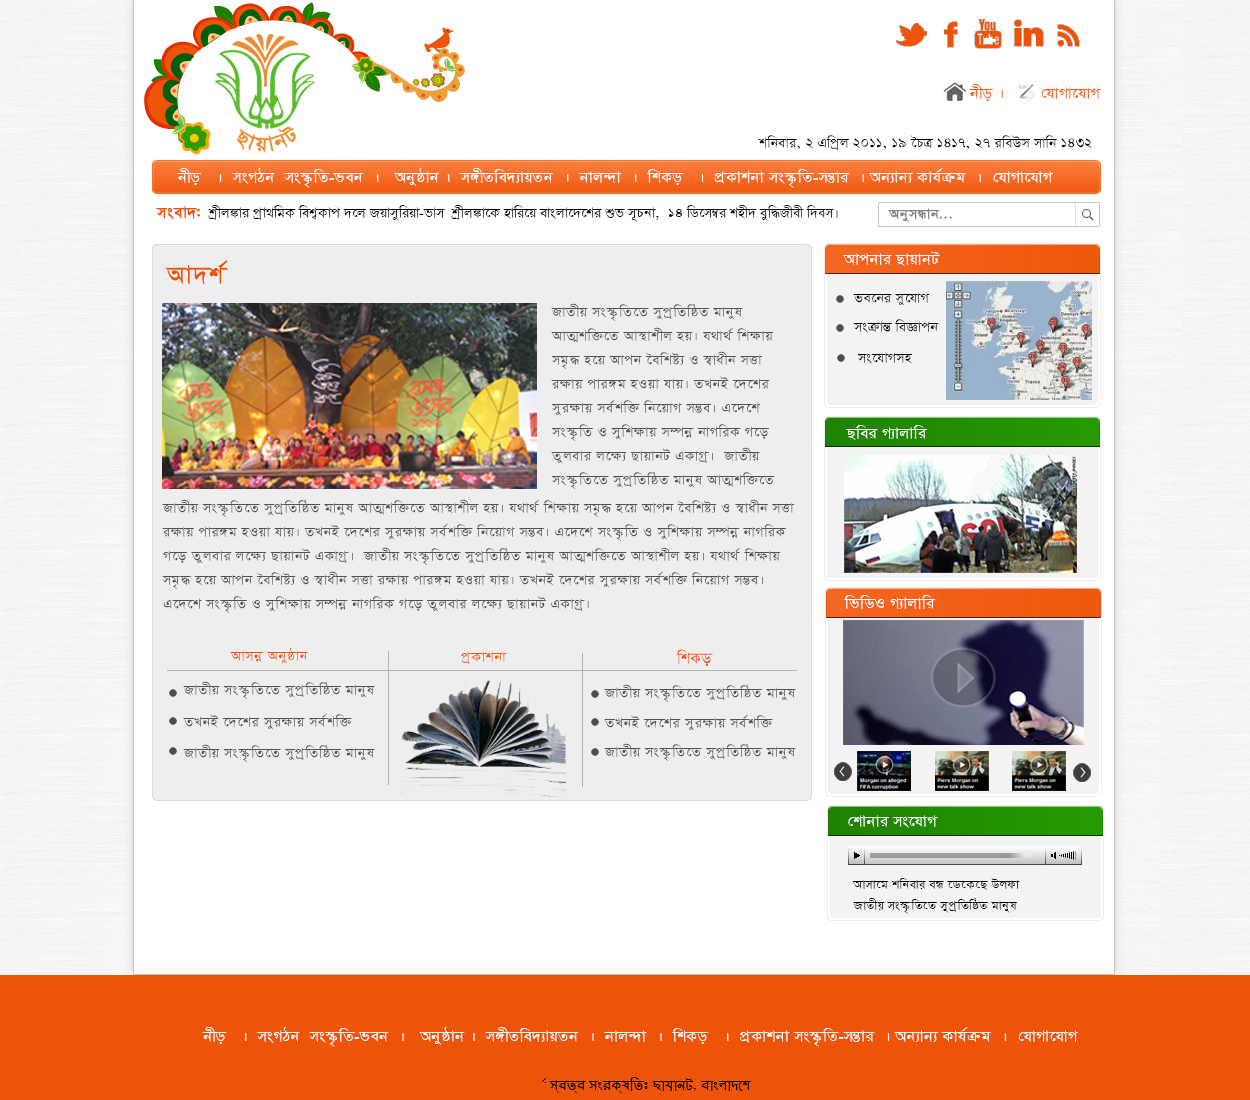 ছায়ানট
You
Tube
নীড় । যোগাযোগ
শনিবার, ২ এপ্রিল ২০১১, ১৯ চৈত্র ১৪১৭, ২৭ রবিউস সানি ১৪৩২
নীড় । সংগঠন সংস্কৃতি-ভবন । অনুষ্ঠান । সঙ্গীতবিদ্যায়তন । নালন্দা । শিকড় । প্রকাশনা সংস্কৃতি-সম্ভার । অন্যান্য কার্যক্রম । যোগাযোগ
সংবাদ: শ্রীলঙ্কার প্রাথমিক বিশ্বকাপ দলে জয়াসুরিয়া-ভাস শ্রীলঙ্কাকে হারিয়ে বাংলাদেশের শুভ সূচনা, ১৪ ডিসেম্বর শহীদ বুদ্ধিজীবী দিবস।
অনুসন্ধান...
আদর্শ
জাতীয় সংস্কৃতিতে সুপ্রতিষ্ঠিত মানুষ
আত্মশক্তিতে আস্থাশীল হয়। যথার্থ শিক্ষায়
সমৃদ্ধ হয়ে আপন বৈশিষ্ট্য ও স্বাধীন সত্তা
রক্ষায় পারঙ্গম হওয়া যায়। তখনই দেশের
সুরক্ষায় সর্বশক্তি নিয়োগ সম্ভব। এদেশে
সংস্কৃতি ও সুশিক্ষায় সম্পন্ন নাগরিক গড়ে
তুলবার লক্ষ্যে ছায়ানট একাগ্র। জাতীয়
সংস্কৃতিতে সুপ্রতিষ্ঠিত মানুষ আত্মশক্তিতে
জাতীয় সংস্কৃতিতে সুপ্রতিষ্ঠিত মানুষ আত্মশক্তিতে আস্থাশীল হয়। যথার্থ শিক্ষায় সমৃদ্ধ হয়ে আপন বৈশিষ্ট্য ও স্বাধীন সত্তা
রক্ষায় পারঙ্গম হওয়া যায়। তখনই দেশের সুরক্ষায় সর্বশক্তি নিয়োগ সম্ভব। এদেশে সংস্কৃতি ও সুশিক্ষায় সম্পন্ন নাগরিক
গড়ে তুলবার লক্ষ্যে ছায়ানট একাগ্র। জাতীয় সংস্কৃতিতে সুপ্রতিষ্ঠিত মানুষ আত্মশক্তিতে আস্থাশীল হয়। যথার্থ শিক্ষায়
সমৃদ্ধ হয়ে আপন বৈশিষ্ট্য ও স্বাধীন সত্তা রক্ষায় পারঙ্গম হওয়া যায়। তখনই দেশের সুরক্ষায় সর্বশক্তি নিয়োগ সম্ভব।
এদেশে সংস্কৃতি ও সুশিক্ষায় সম্পন্ন নাগরিক গড়ে তুলবার লক্ষ্যে ছায়ানট একাগ্র।
আসন্ন অনুষ্ঠান
জাতীয় সংস্কৃতিতে সুপ্রতিষ্ঠিত মানুষ
তখনই দেশের সুরক্ষায় সর্বশক্তি
জাতীয় সংস্কৃতিতে সুপ্রতিষ্ঠিত মানুষ
প্রকাশনা
শিকড়
জাতীয় সংস্কৃতিতে সুপ্রতিষ্ঠিত মানুষ
তখনই দেশের সুরক্ষায় সর্বশক্তি
জাতীয় সংস্কৃতিতে সুপ্রতিষ্ঠিত মানুষ
আপনার ছায়ানট
ভবনের সুযোগ
সংক্রান্ত বিজ্ঞাপন
সংযোগসহ
ছবির গ্যালারি
ভিডিও গ্যালারি
Morgan on alleged
FIFA corruption
Piers Morgan on
new talk show
Piers Morgan on
new talk show
শোনার সংযোগ
আসামে শনিবার বন্ধ ডেকেছে উলফা
জাতীয় সংস্কৃতিতে সুপ্রতিষ্ঠিত মানুষ
নীড় । সংগঠন সংস্কৃতি-ভবন । অনুষ্ঠান । সঙ্গীতবিদ্যায়তন । নালন্দা । শিকড় । প্রকাশনা সংস্কৃতি-সম্ভার । অন্যান্য কার্যক্রম । যোগাযোগ